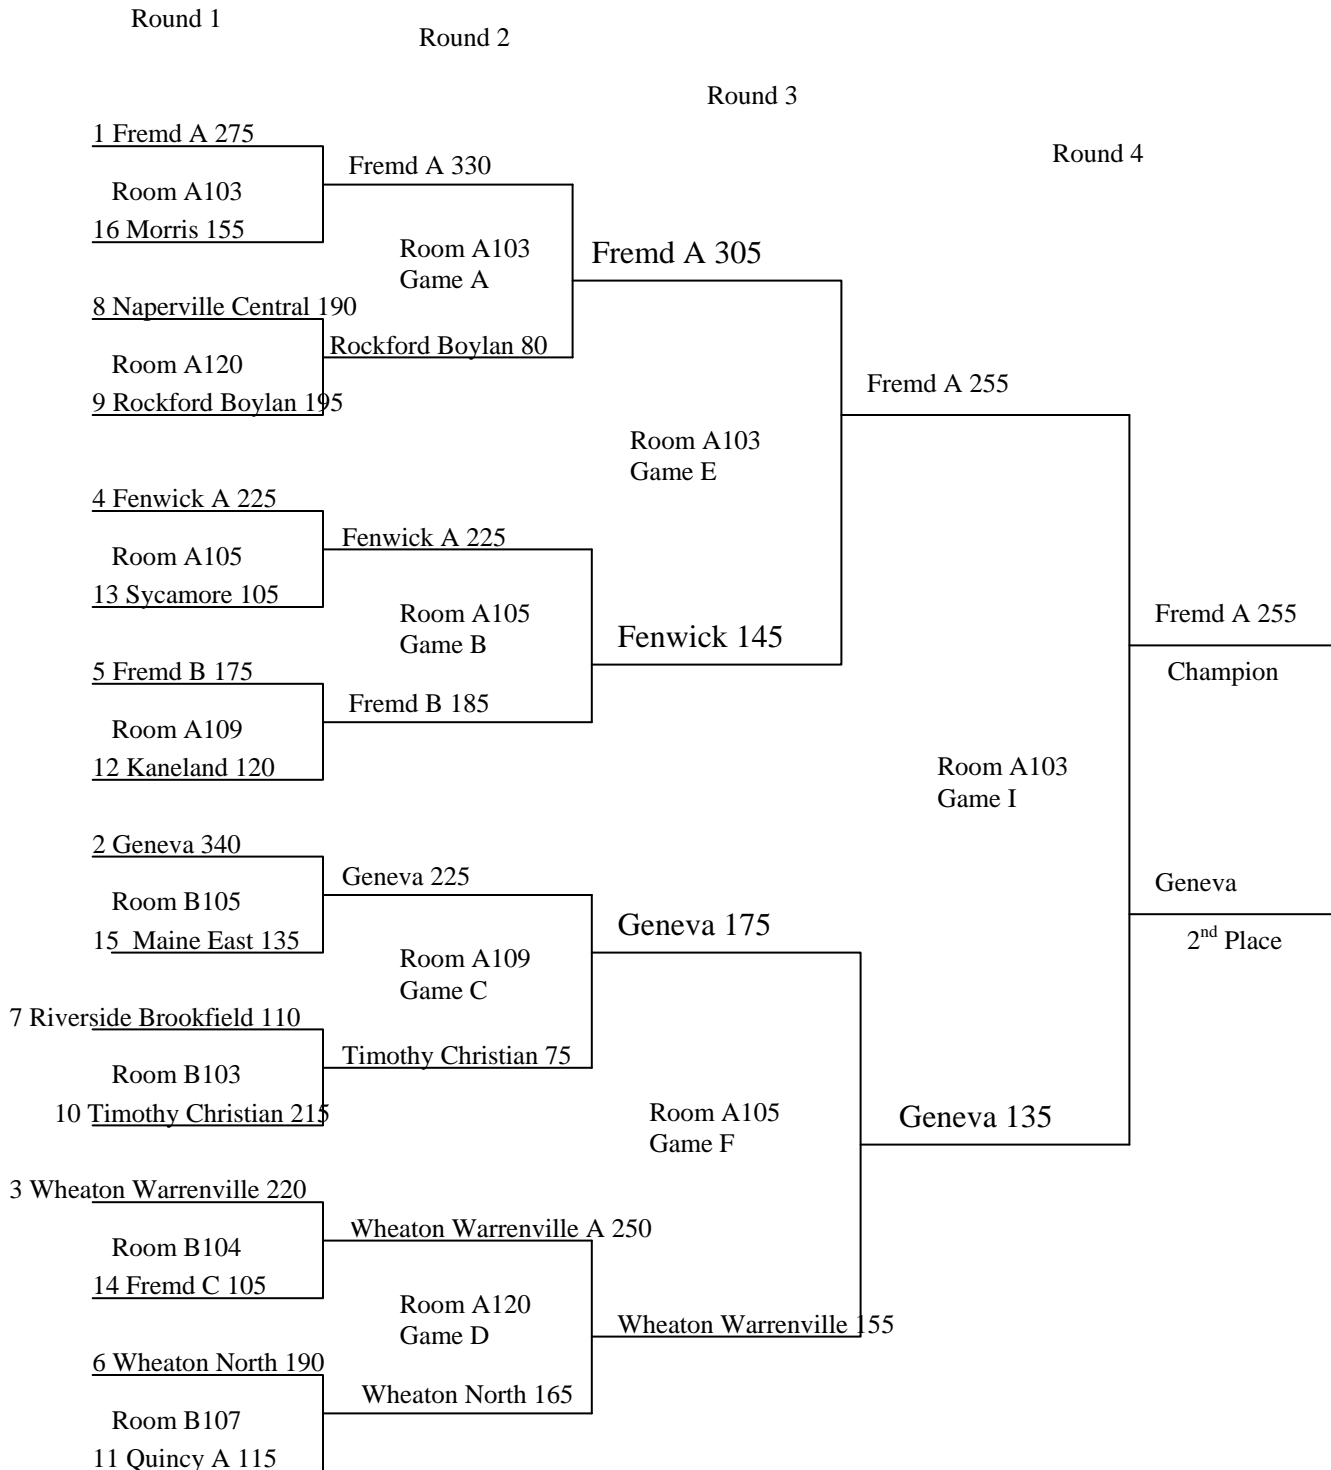 Round 1
Round 2
Round 3
Round 4
1 Fremd A 275
Room A103
16 Morris 155
8 Naperville Central 190
Room A120
9 Rockford Boylan 195
4 Fenwick A 225
Room A105
13 Sycamore 105
5 Fremd B 175
Room A109
12 Kaneland 120
2 Geneva 340
Room B105
15 Maine East 135
7 Riverside Brookfield 110
Room B103
10 Timothy Christian 215
3 Wheaton Warrenville 220
Room B104
14 Fremd C 105
6 Wheaton North 190
Room B107
11 Quincy A 115
Fremd A 330
Room A103
Game A
Rockford Boylan 80
Fenwick A 225
Room A105
Game B
Fremd B 185
Geneva 225
Room A109
Game C
Timothy Christian 75
Wheaton Warrenville A 250
Room A120
Game D
Wheaton North 165
Fremd A 305
Room A103
Game E
Fenwick 145
Geneva 175
Room A105
Game F
Wheaton Warrenville 155
Fremd A 255
Room A103
Game I
Geneva 135
Fremd A 255
Champion
Geneva
2nd Place